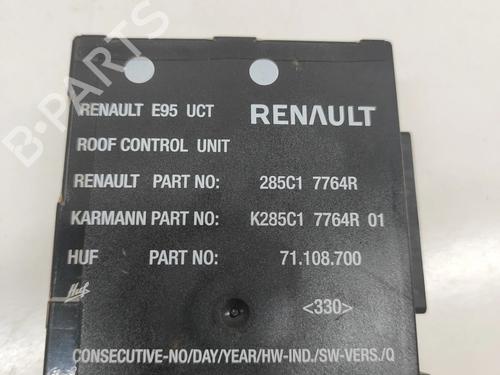 RENAULT E95 UCT RENAULT
ROOF CONTROL UNIT
RENAULT PART NO: 285C1 7764R
KARMANN PART NO: K285C1 7764R 01
HUF PART NO: 71.108.700
Huf <330>
CONSECUTIVE-NO/DAY/YEAR/HW-IND./SW-VERS./Q
B-PARTS